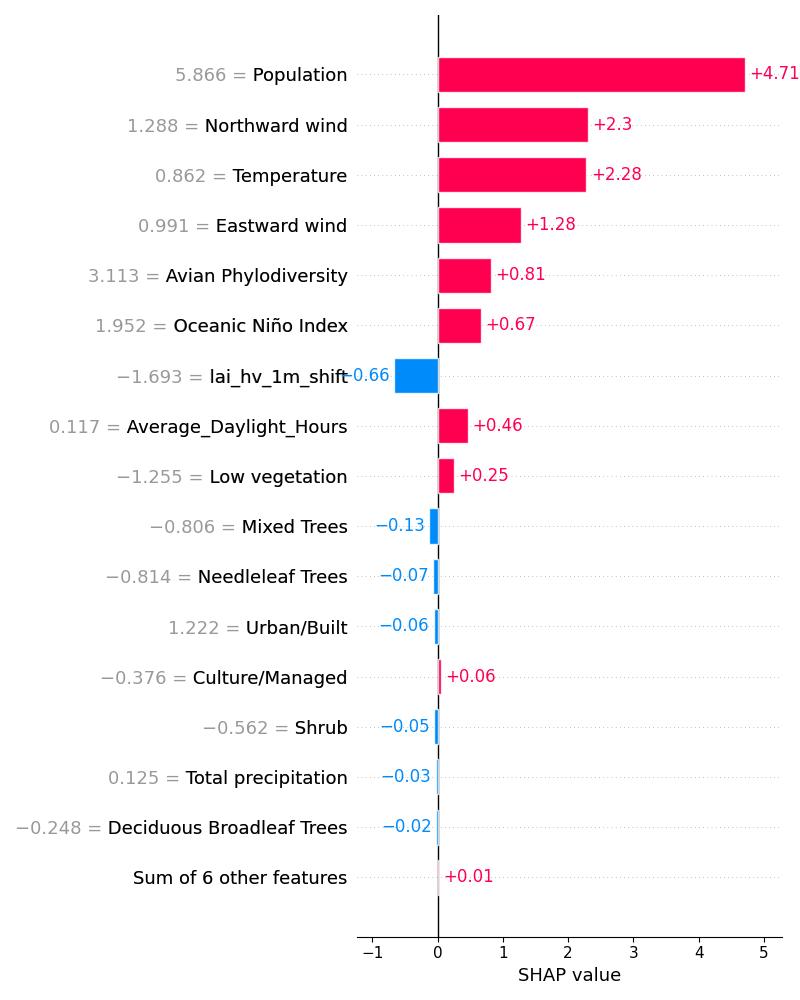 5.866 = Population +4.71
1.288 = Northward wind +2.3
0.862 = Temperature +2.28
0.991 = Eastward wind +1.28
3.113 = Avian Phylodiversity +0.81
1.952 = Oceanic Niño Index +0.67
−1.693 = lai_hv_1m_shift −0.66
0.117 = Average_Daylight_Hours +0.46
−1.255 = Low vegetation +0.25
−0.806 = Mixed Trees −0.13
−0.814 = Needleleaf Trees −0.07
1.222 = Urban/Built −0.06
−0.376 = Culture/Managed +0.06
−0.562 = Shrub −0.05
0.125 = Total precipitation −0.03
−0.248 = Deciduous Broadleaf Trees −0.02
Sum of 6 other features +0.01
−1 0 1 2 3 4 5
SHAP value